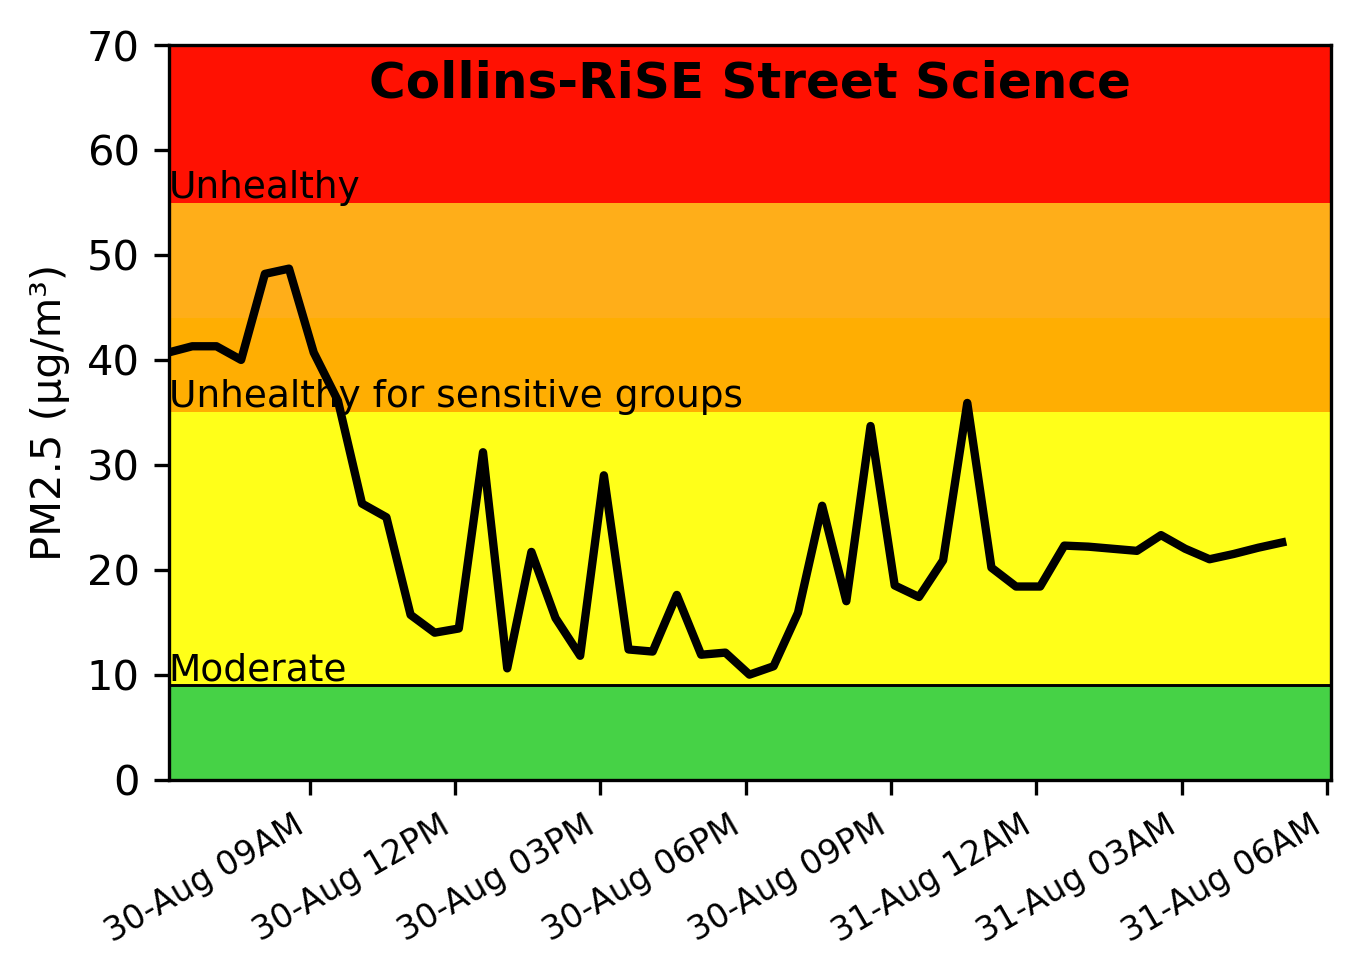 Collins-RiSE Street Science
PM2.5 (µg/m³)
70
60
50
40
30
20
10
0
Unhealthy
Unhealthy for sensitive groups
Moderate
30-Aug 09AM
30-Aug 12PM
30-Aug 03PM
30-Aug 06PM
30-Aug 09PM
31-Aug 12AM
31-Aug 03AM
31-Aug 06AM